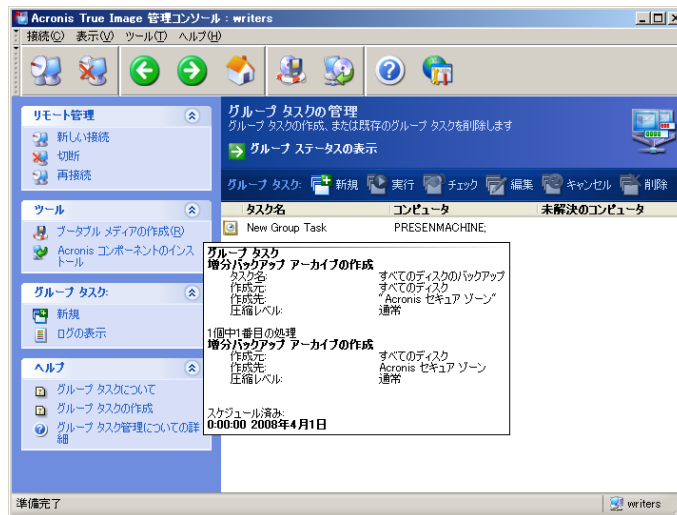 Acronis True Image 管理コンソール : writers
接続(C) 表示(V) ツール(T) ヘルプ(H)
リモート管理
新しい接続
切断
再接続
ツール
ブータブル メディアの作成(R)
Acronis コンポーネントのインス
トール
グループ タスク:
新規
ログの表示
ヘルプ
グループ タスクについて
グループ タスクの作成
グループ タスク管理についての詳
細
グループ タスクの管理
グループ タスクの作成、または既存のグループ タスクを削除します
グループ ステータスの表示
グループ タスク: 新規 実行 チェック 編集 キャンセル 削除
タスク名 コンピュータ 未解決のコンピュータ
New Group Task PRESENMACHINE;
グループ タスク
増分バックアップ アーカイブの作成
タスク名: すべてのディスクのバックアップ
作成元: すべてのディスク
作成先: "Acronis セキュア ゾーン"
圧縮レベル: 通常
1個中1番目の処理
増分バックアップ アーカイブの作成
作成元: すべてのディスク
作成先: Acronis セキュア ゾーン
圧縮レベル: 通常
スケジュール済み:
0:00:00 2008年4月1日
準備完了 writers